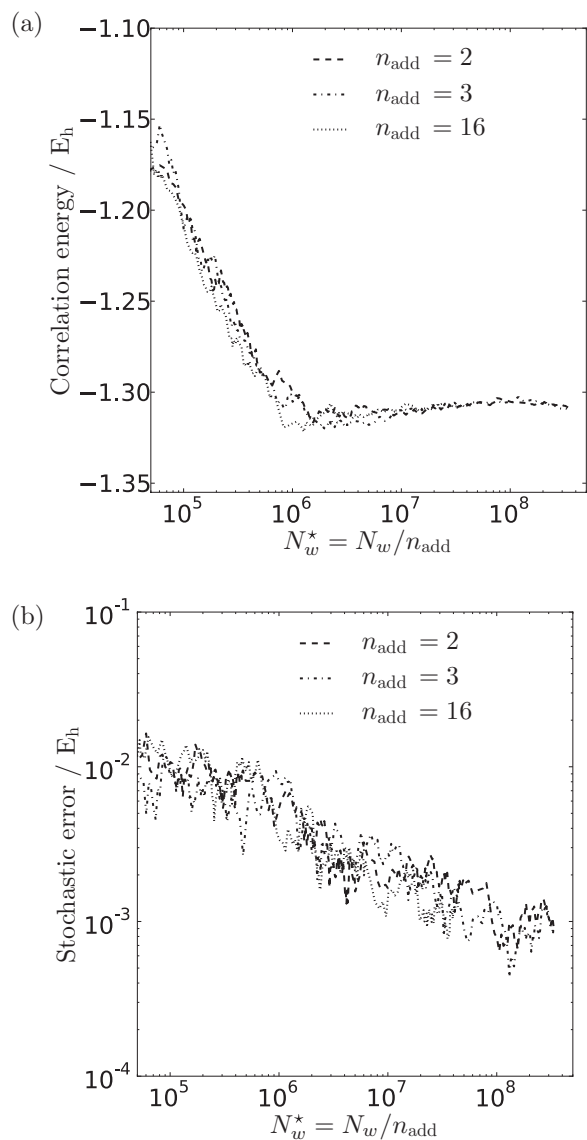 (a)
−1.10
−1.15
−1.20
−1.25
−1.30
−1.35
Correlation energy / E_h
n_add = 2
n_add = 3
n_add = 16
10^5 10^6 10^7 10^8
N_w^⋆ = N_w/n_add
(b)
10^-1
10^-2
10^-3
10^-4
Stochastic error / E_h
n_add = 2
n_add = 3
n_add = 16
10^5 10^6 10^7 10^8
N_w^⋆ = N_w/n_add